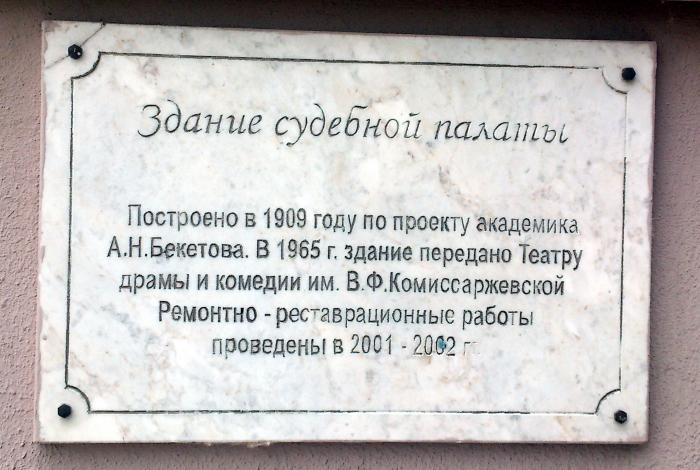 Здание судебной палаты
Построено в 1909 году по проекту академика
А.Н.Бекетова. В 1965 г. здание передано Театру
драмы и комедии им. В.Ф.Комиссаржевской
Ремонтно - реставрационные работы
проведены в 2001 - 2002 г